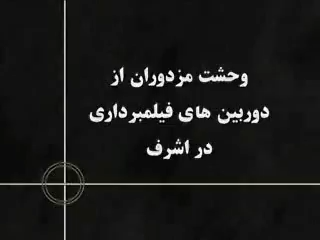 وحشت مزدوران از
دوربین های فیلمبرداری
در اشرف